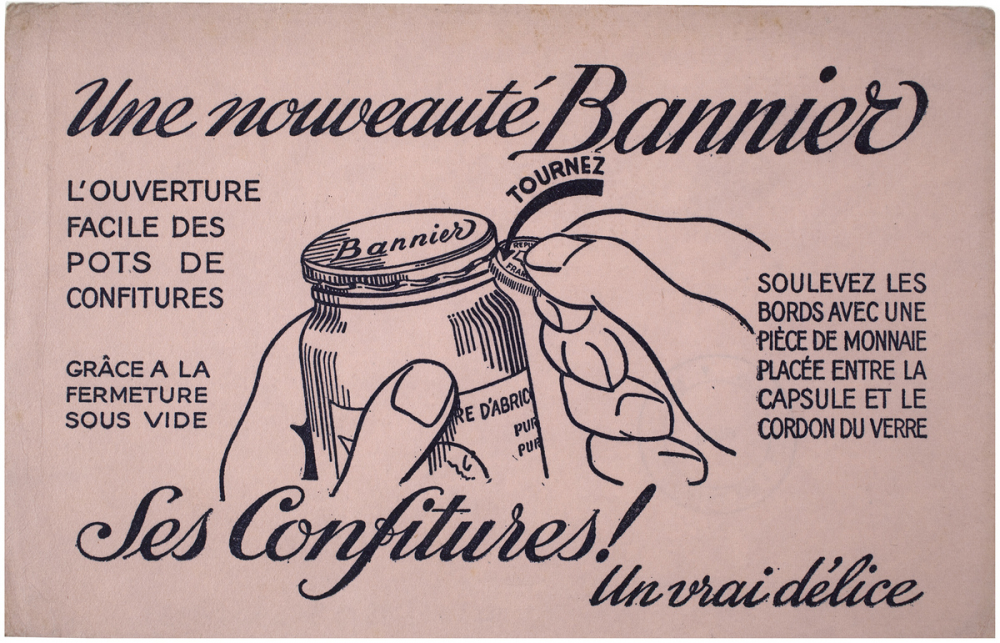 Une nouveauté Bannier
TOURNEZ
L'OUVERTURE
FACILE DES
POTS DE
CONFITURES
GRÂCE A LA
FERMETURE
SOUS VIDE
Bannier
RE D'ABRIC
PUR
PUR
SOULEVEZ LES
BORDS AVEC UNE
PIÈCE DE MONNAIE
PLACÉE ENTRE LA
CAPSULE ET LE
CORDON DU VERRE
Ses Confitures!
Un vrai délice